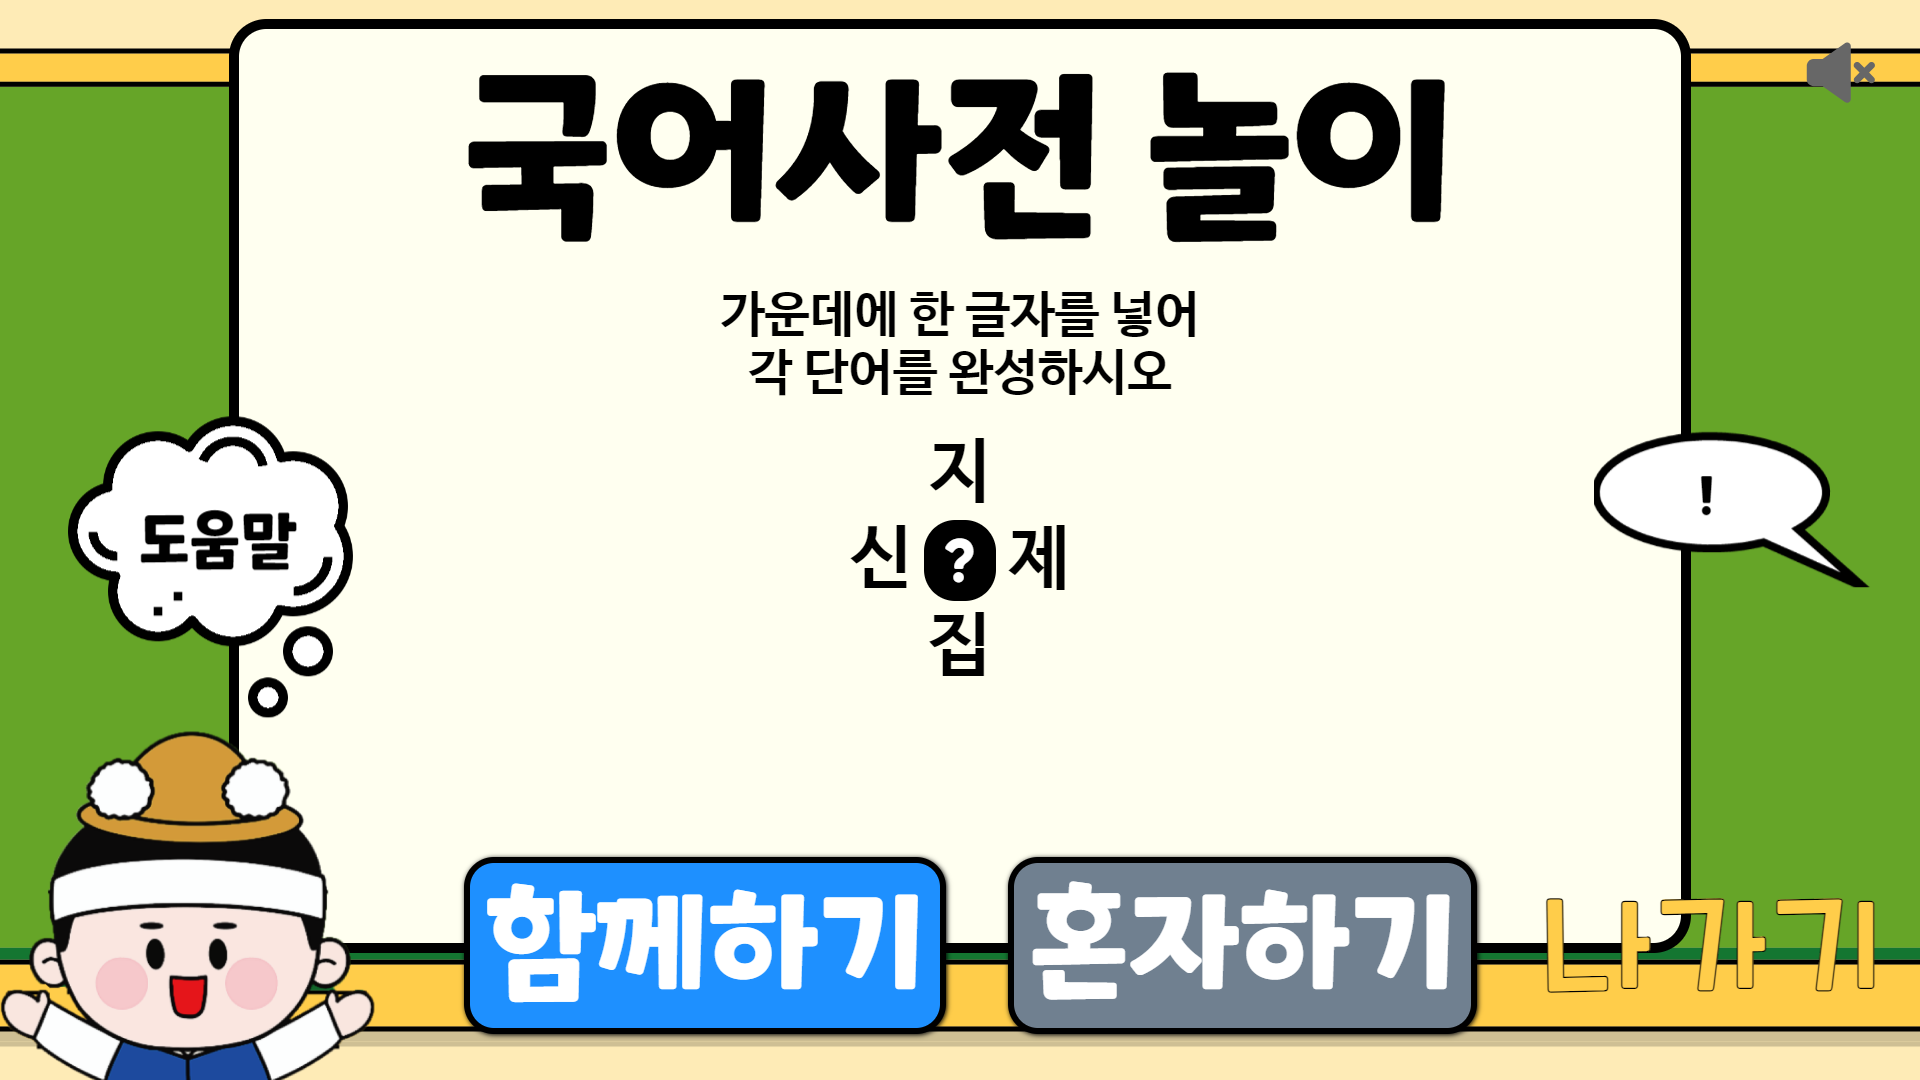 국어사전 놀이
가운데에 한 글자를 넣어
각 단어를 완성하시오
지
신 ? 제
집
도움말
!
함께하기
혼자하기
나가기